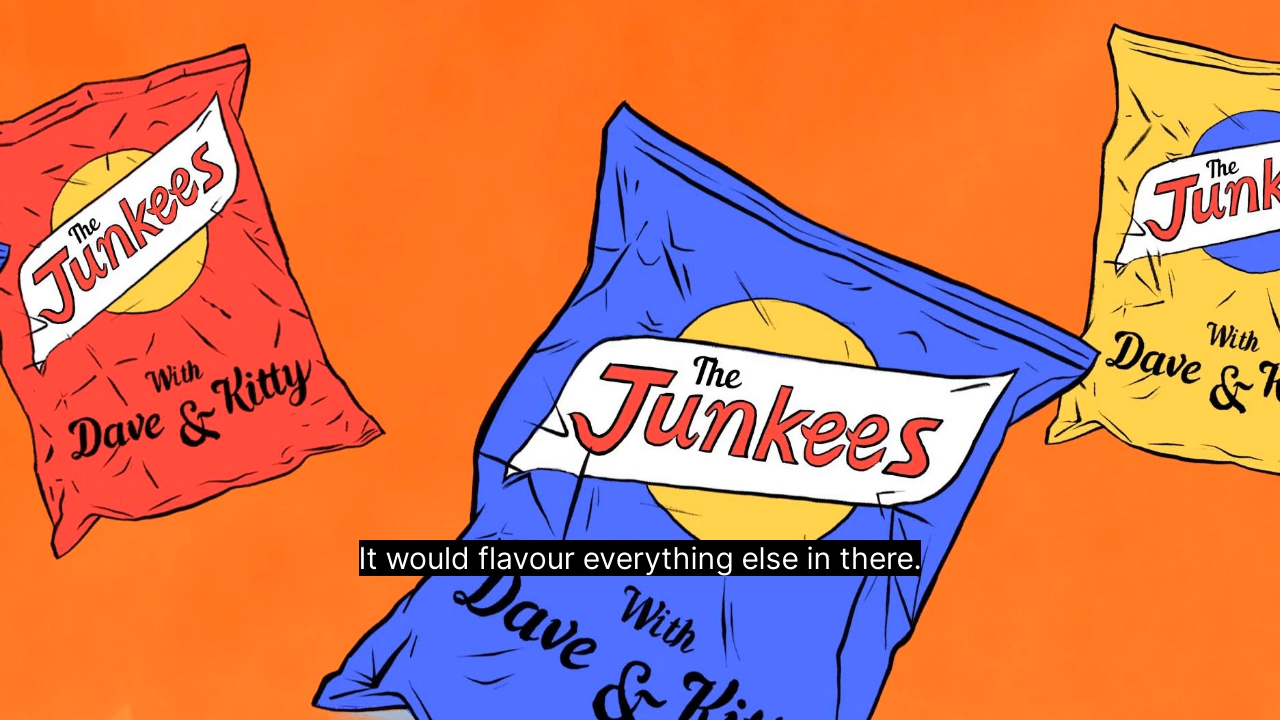 The
Junkees
With
Dave & Kitty
The
Junkees
It would flavour everything else in there.
With
Dave
&
The
Junk
With
Dave
&